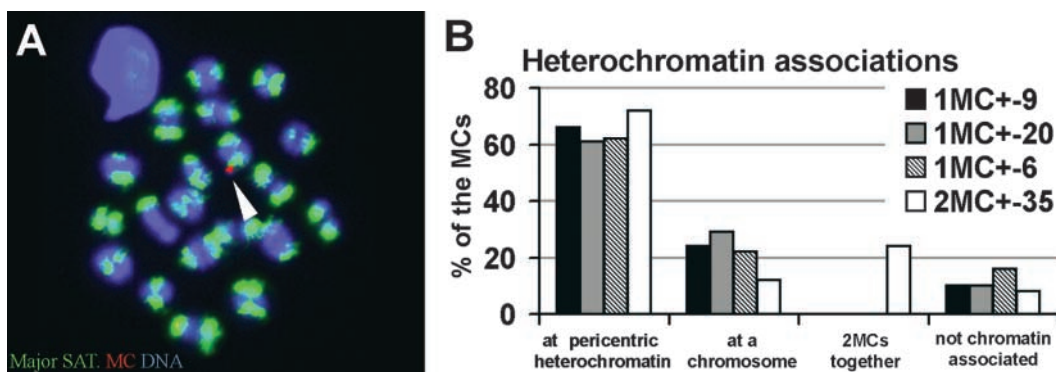 A
Major SAT. MC DNA
B
Heterochromatin associations
% of the MCs
80
60
40
20
0
1MC+-9
1MC+-20
1MC+-6
2MC+-35
at pericentric
heterochromatin
at a
chromosome
2MCs
together
not chromatin
associated